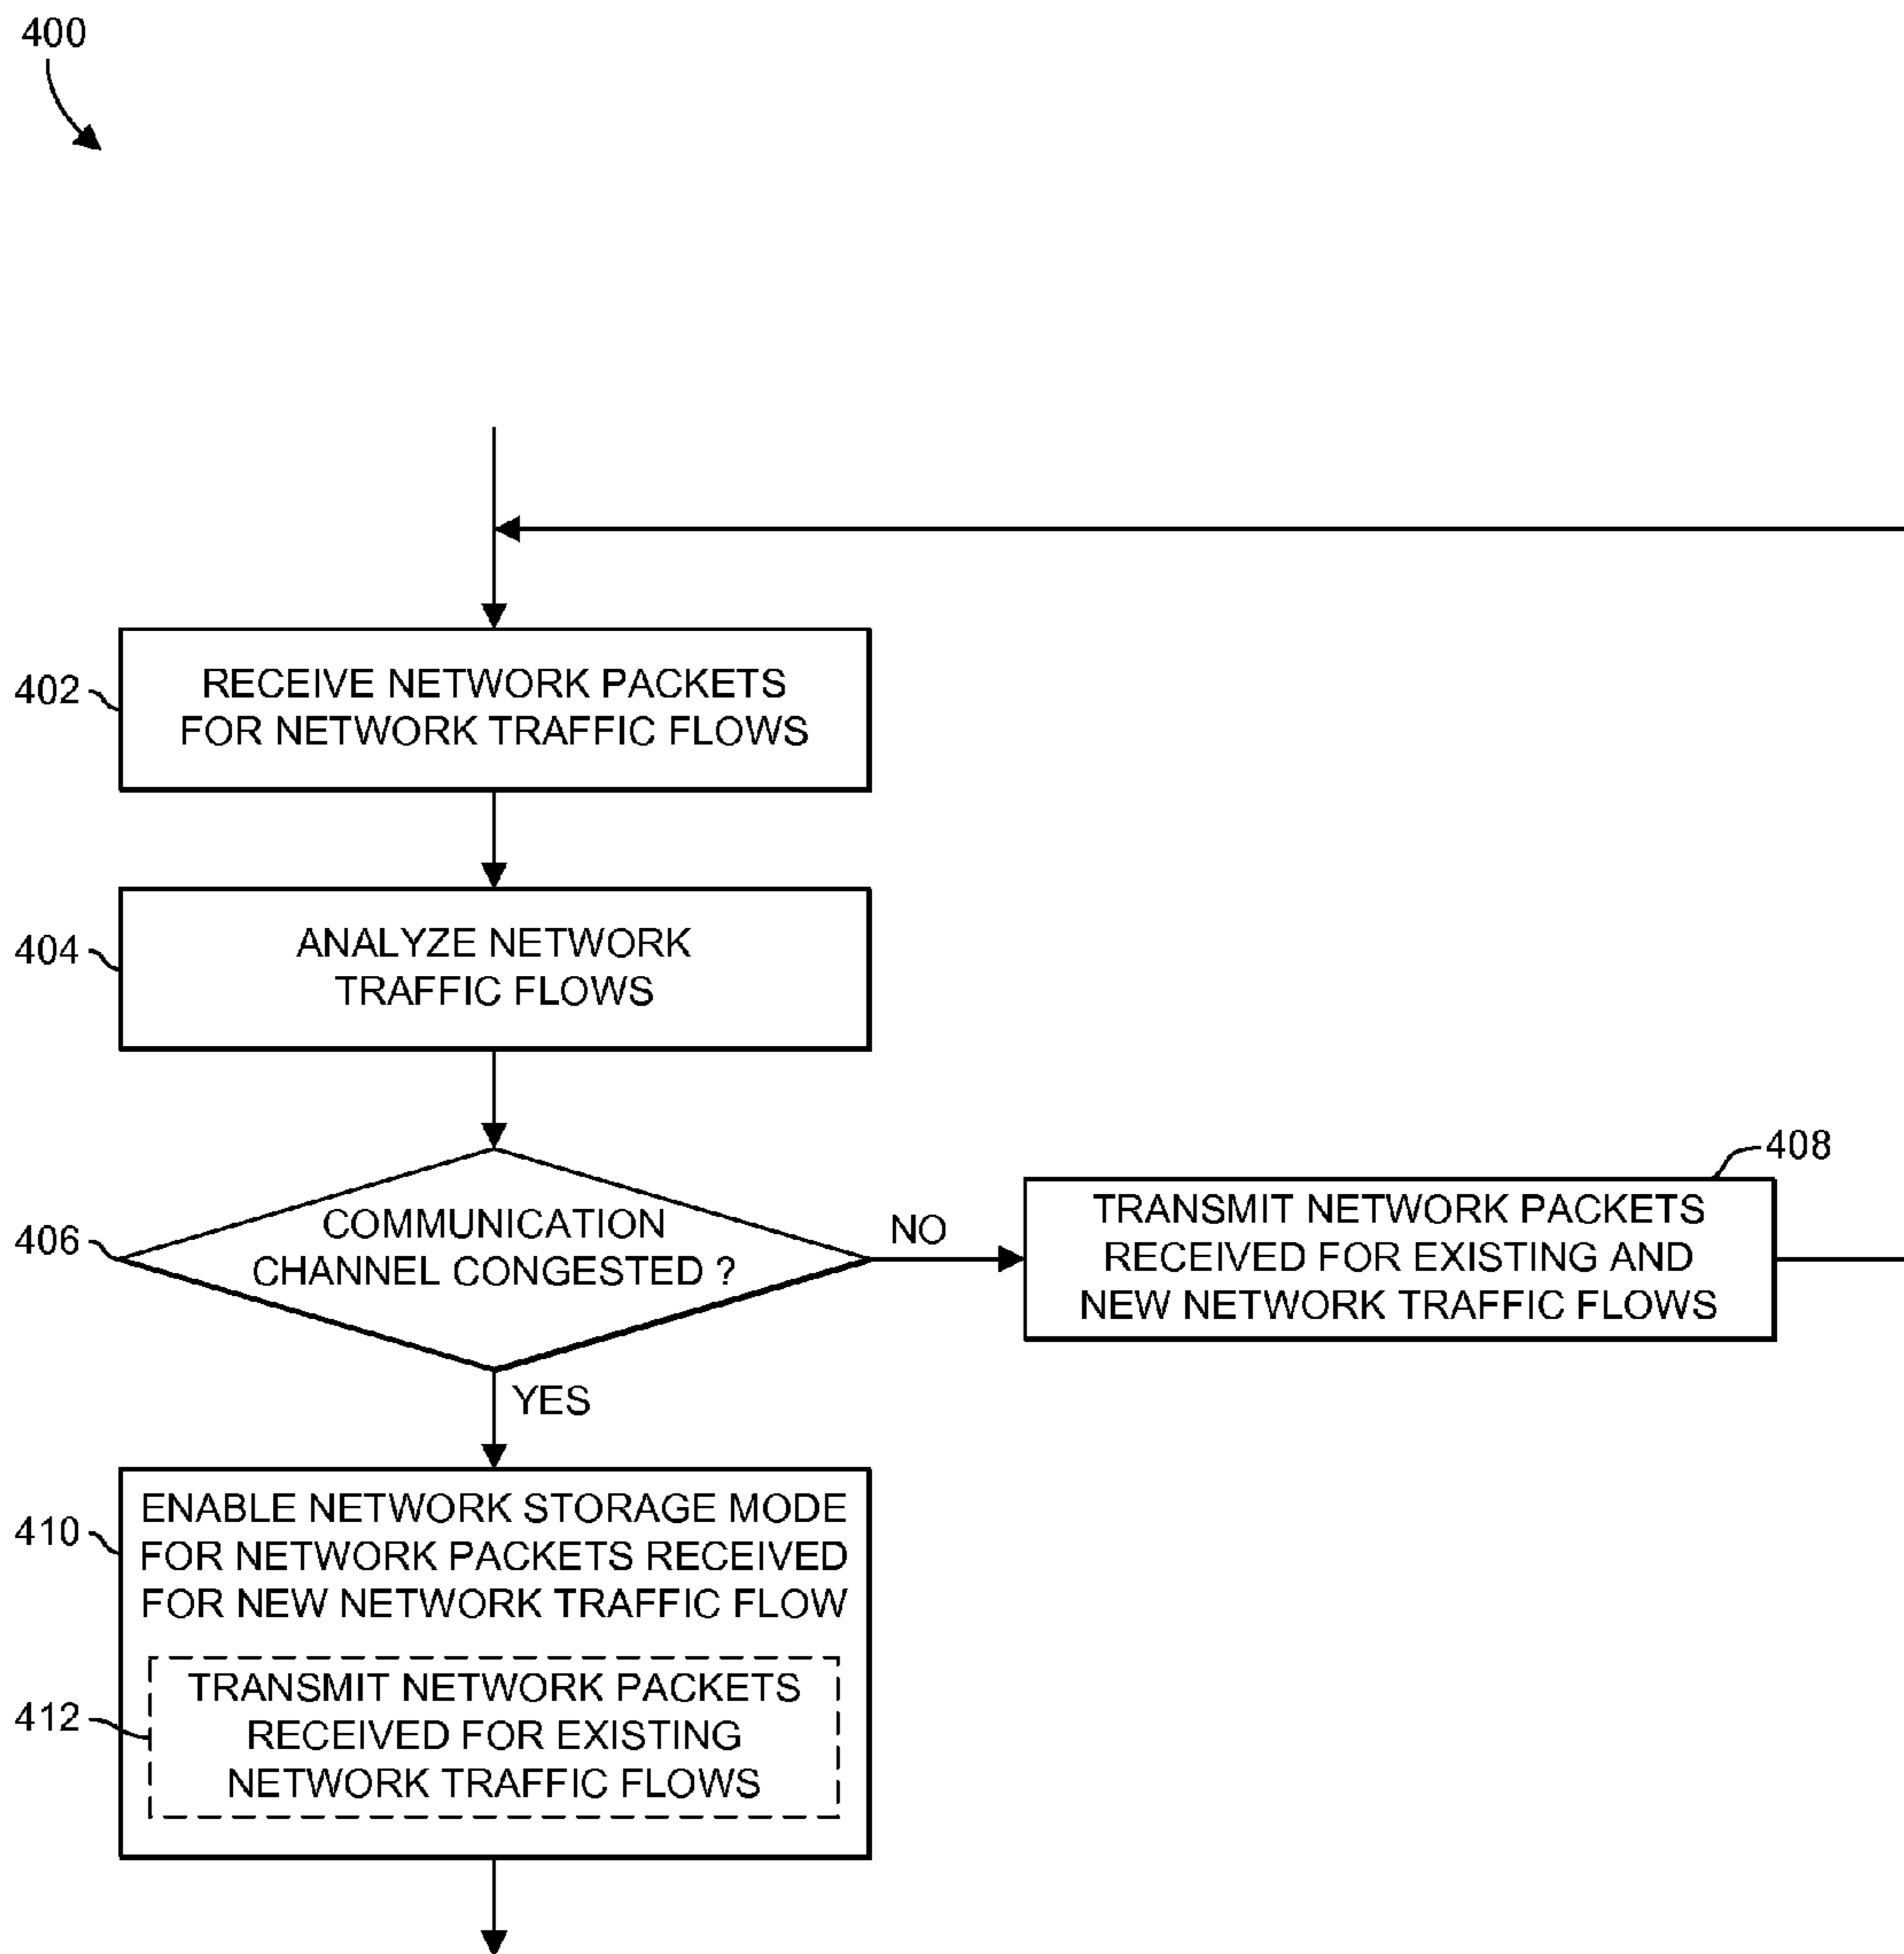 400
402
RECEIVE NETWORK PACKETS
FOR NETWORK TRAFFIC FLOWS
404
ANALYZE NETWORK
TRAFFIC FLOWS
406
COMMUNICATION
CHANNEL CONGESTED ?
NO
408
TRANSMIT NETWORK PACKETS
RECEIVED FOR EXISTING AND
NEW NETWORK TRAFFIC FLOWS
YES
410
ENABLE NETWORK STORAGE MODE
FOR NETWORK PACKETS RECEIVED
FOR NEW NETWORK TRAFFIC FLOW
412
TRANSMIT NETWORK PACKETS
RECEIVED FOR EXISTING
NETWORK TRAFFIC FLOWS